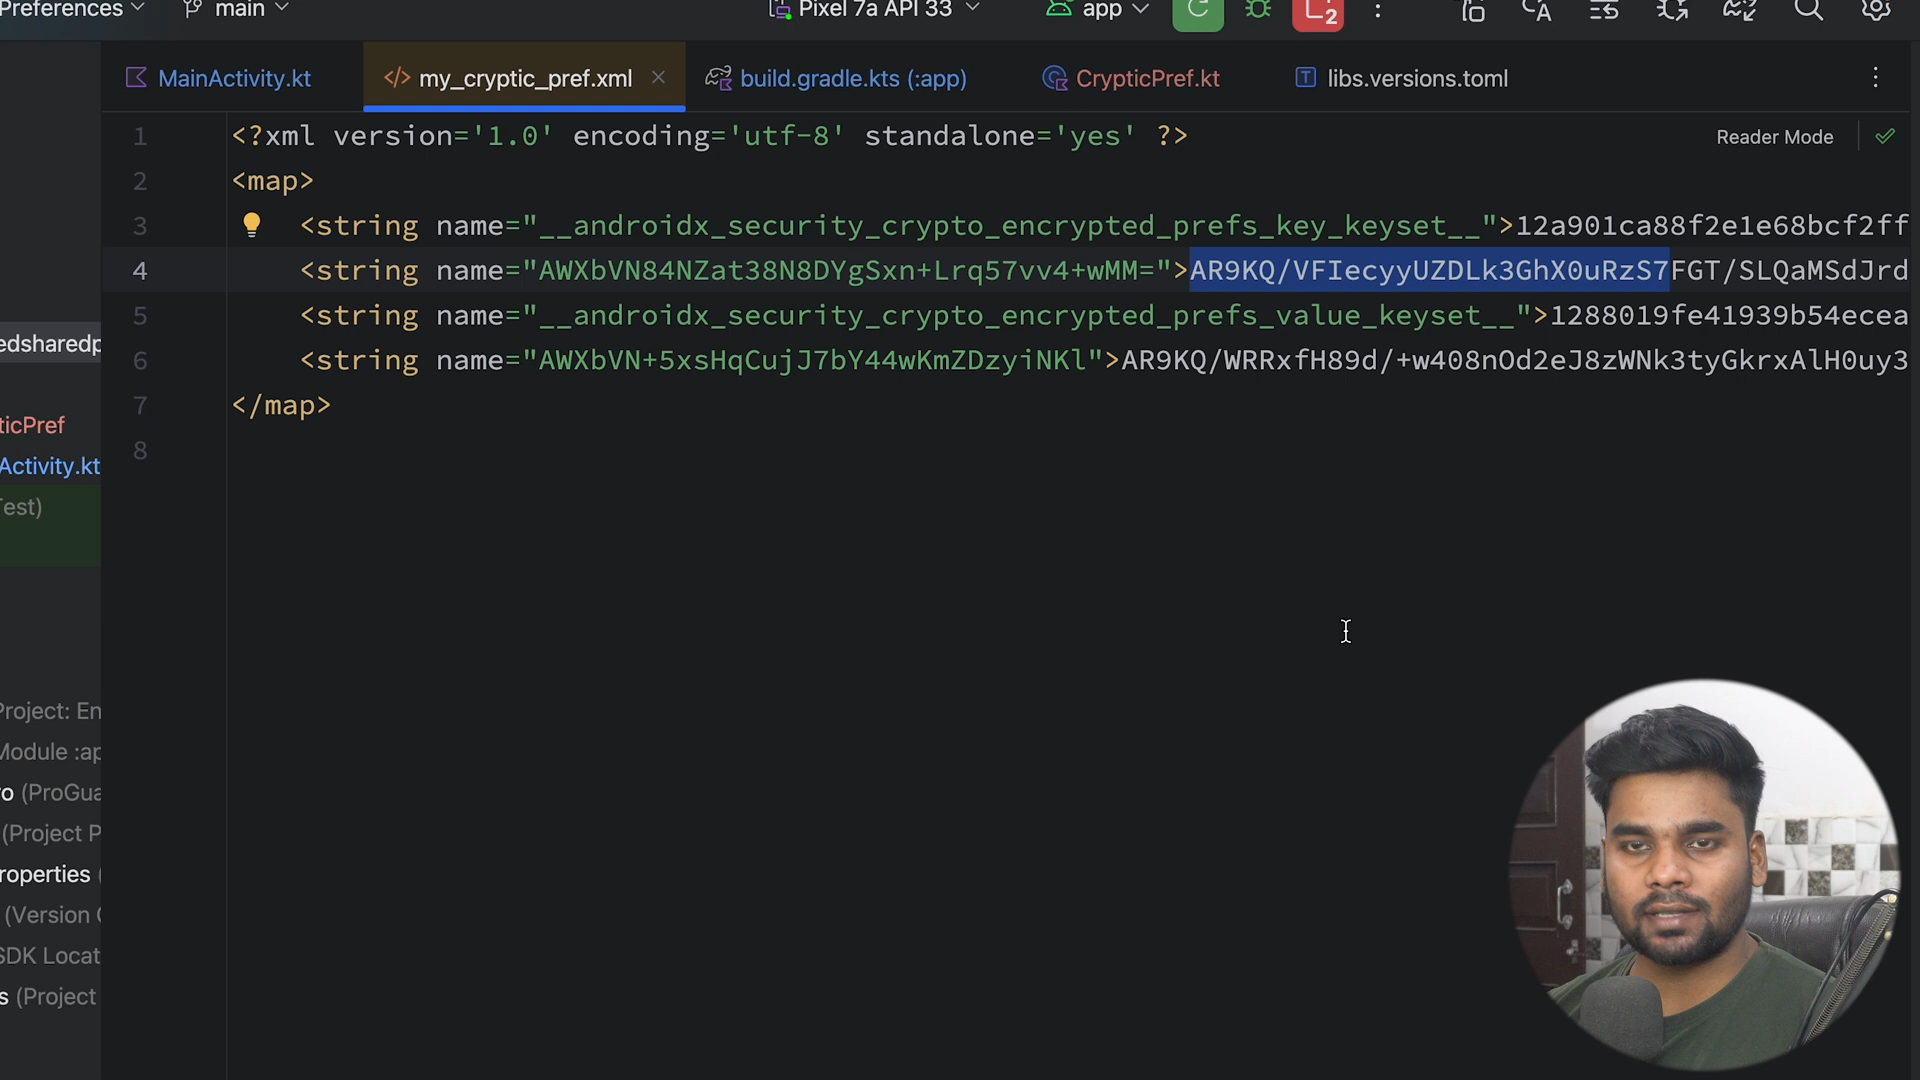 Preferences main Pixel 7a API 33 app 2
MainActivity.kt my_cryptic_pref.xml build.gradle.kts (:app) CrypticPref.kt libs.versions.toml
1 <?xml version='1.0' encoding='utf-8' standalone='yes' ?> Reader Mode
2 <map>
3 <string name="__androidx_security_crypto_encrypted_prefs_key_keyset__">12a901ca88f2e1e68bcf2ff
4 <string name="AWXbVN84NZat38N8DYgSxn+Lrq57vv4+wMM=">AR9KQ/VFIecyyUZDLk3GhX0uRzS7FGT/SLQaMSdJrd
5 <string name="__androidx_security_crypto_encrypted_prefs_value_keyset__">1288019fe41939b54ecea
6 <string name="AWXbVN+5xsHqCujJ7bY44wKmZDzyiNKl">AR9KQ/WRRxfH89d/+w408nOd2eJ8zWNk3tyGkrxAlH0uy3
7 </map>
8
edsharedp
ticPref
Activity.kt
Test)
Project: En
Module :ap
o (ProGua
(Project P
roperties (
(Version C
SDK Locat
s (Project